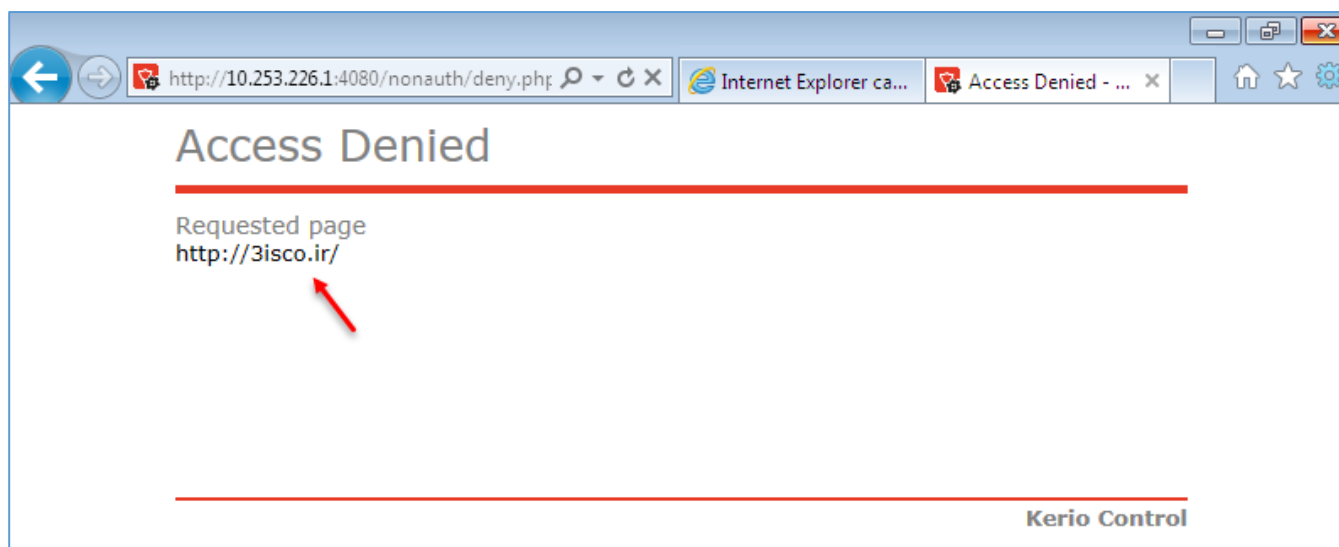 http://10.253.226.1:4080/nonauth/deny.php
Internet Explorer ca...
Access Denied - ...
Access Denied
Requested page
http://3isco.ir/
Kerio Control